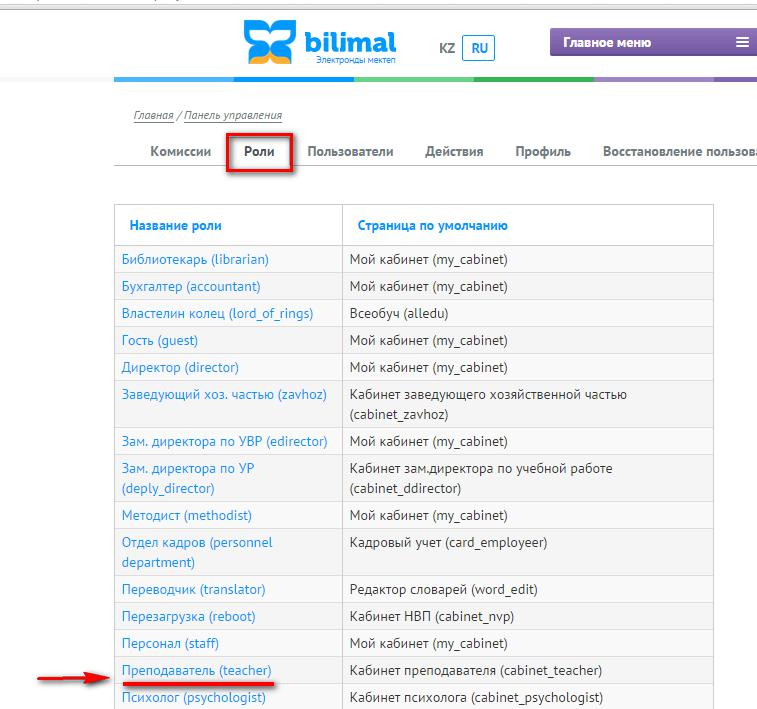 bilimal
Электронды мектеп
KZ RU
Главное меню
Главная / Панель управления
Комиссии Роли Пользователи Действия Профиль Восстановление пользова
Название роли Страница по умолчанию
Библиотекарь (librarian) Мой кабинет (my_cabinet)
Бухгалтер (accountant) Мой кабинет (my_cabinet)
Властелин колец (lord_of_rings) Всеобуч (alledu)
Гость (guest) Мой кабинет (my_cabinet)
Директор (director) Мой кабинет (my_cabinet)
Заведующий хоз. частью (zavhoz) Кабинет заведующего хозяйственной частью
(cabinet_zavhoz)
Зам. директора по УВР (edirector) Мой кабинет (my_cabinet)
Зам. директора по УР Кабинет зам.директора по учебной работе
(deply_director) (cabinet_ddirector)
Методист (methodist) Мой кабинет (my_cabinet)
Отдел кадров (personnel Кадровый учет (card_employeer)
department)
Переводчик (translator) Редактор словарей (word_edit)
Перезагрузка (reboot) Кабинет НВП (cabinet_nvp)
Персонал (staff) Мой кабинет (my_cabinet)
Преподаватель (teacher) Кабинет преподавателя (cabinet_teacher)
Психолог (psychologist) Кабинет психолога (cabinet_psychologist)